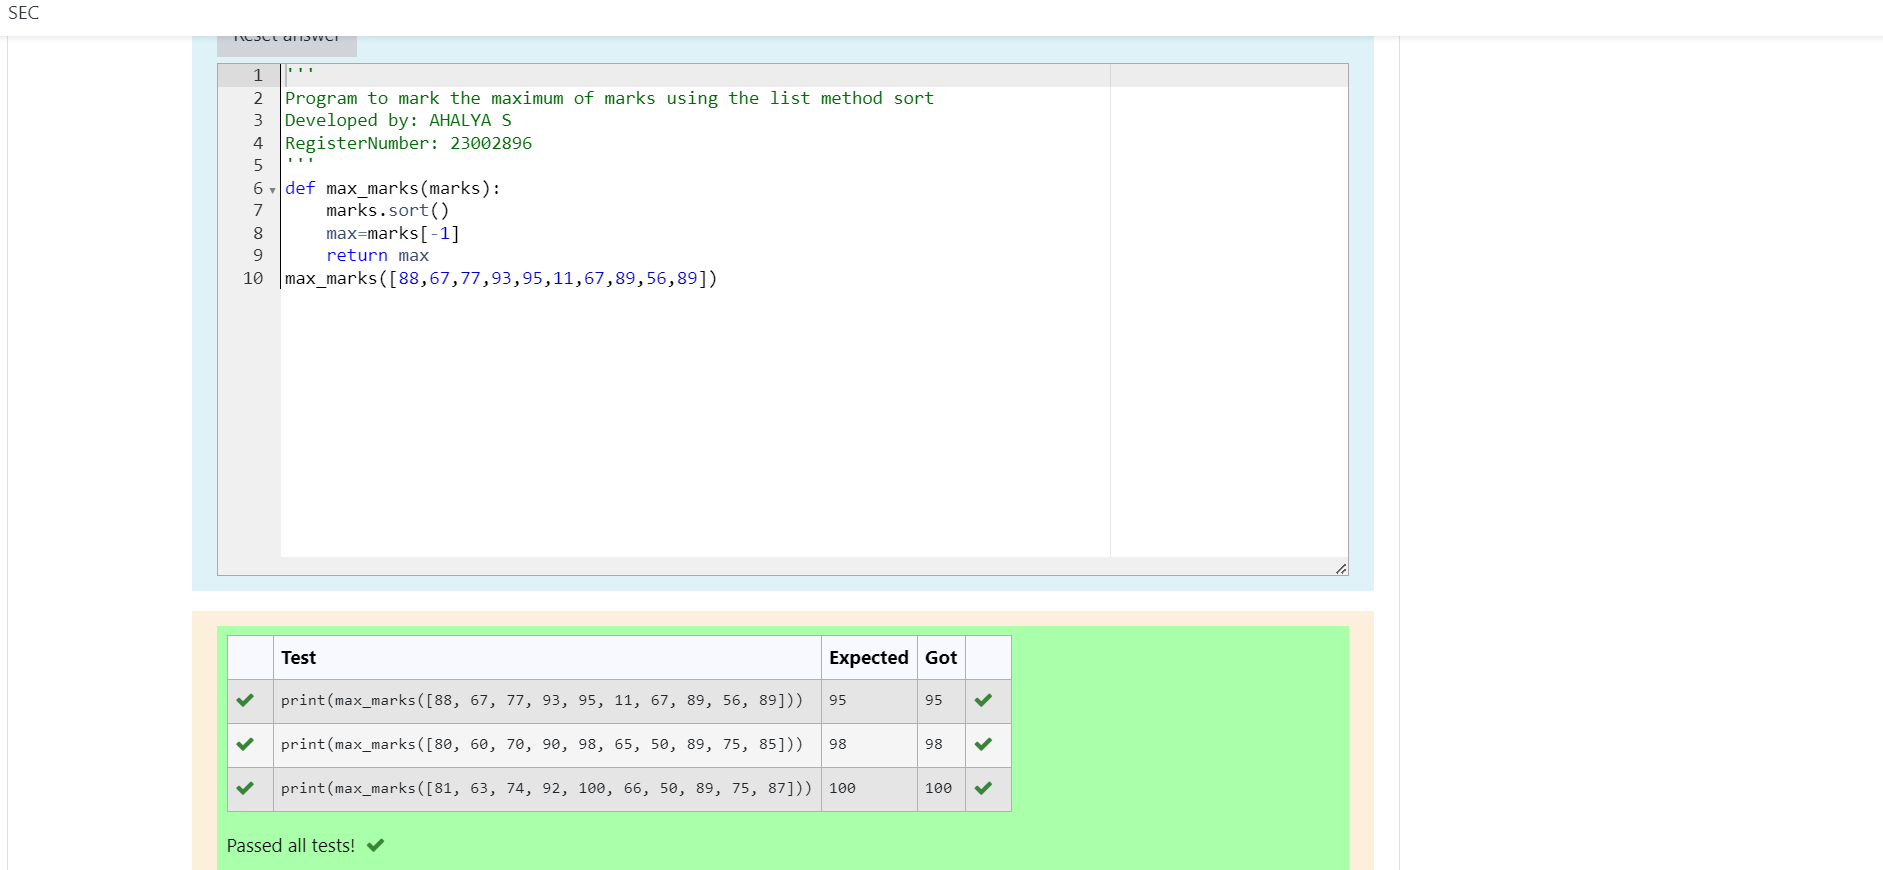 SEC
Reset answer
1 '''
2 Program to mark the maximum of marks using the list method sort
3 Developed by: AHALYA S
4 RegisterNumber: 23002896
5 '''
6 def max_marks(marks):
7     marks.sort()
8     max=marks[-1]
9     return max
10 max_marks([88,67,77,93,95,11,67,89,56,89])
Test Expected Got
print(max_marks([88, 67, 77, 93, 95, 11, 67, 89, 56, 89])) 95 95
print(max_marks([80, 60, 70, 90, 98, 65, 50, 89, 75, 85])) 98 98
print(max_marks([81, 63, 74, 92, 100, 66, 50, 89, 75, 87])) 100 100
Passed all tests!